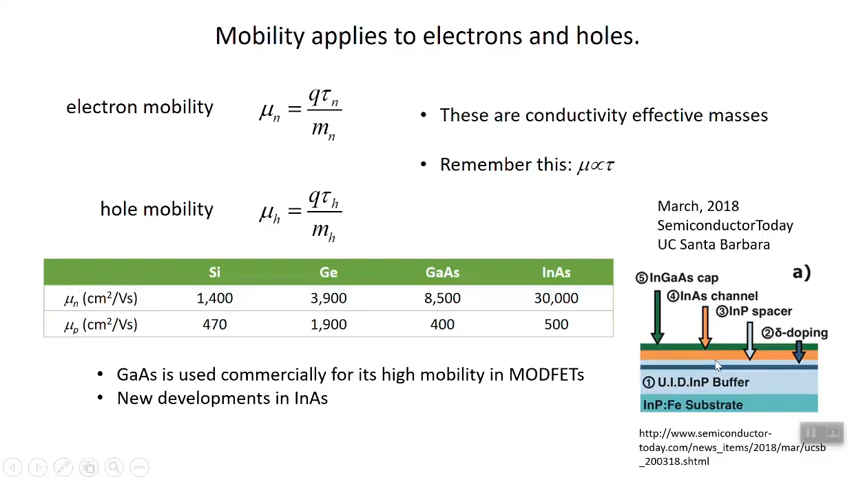 Mobility applies to electrons and holes.
electron mobility
μn = qτn / mn
• These are conductivity effective masses
• Remember this: μ∝τ
hole mobility
μh = qτh / mh
March, 2018
SemiconductorToday
UC Santa Barbara
Si Ge GaAs InAs
μn (cm²/Vs) 1,400 3,900 8,500 30,000
μp (cm²/Vs) 470 1,900 400 500
• GaAs is used commercially for its high mobility in MODFETs
• New developments in InAs
a)
⑤InGaAs cap
④InAs channel
③InP spacer
②δ-doping
① U.I.D.InP Buffer
InP:Fe Substrate
http://www.semiconductor-
today.com/news_items/2018/mar/ucsb
_200318.shtml